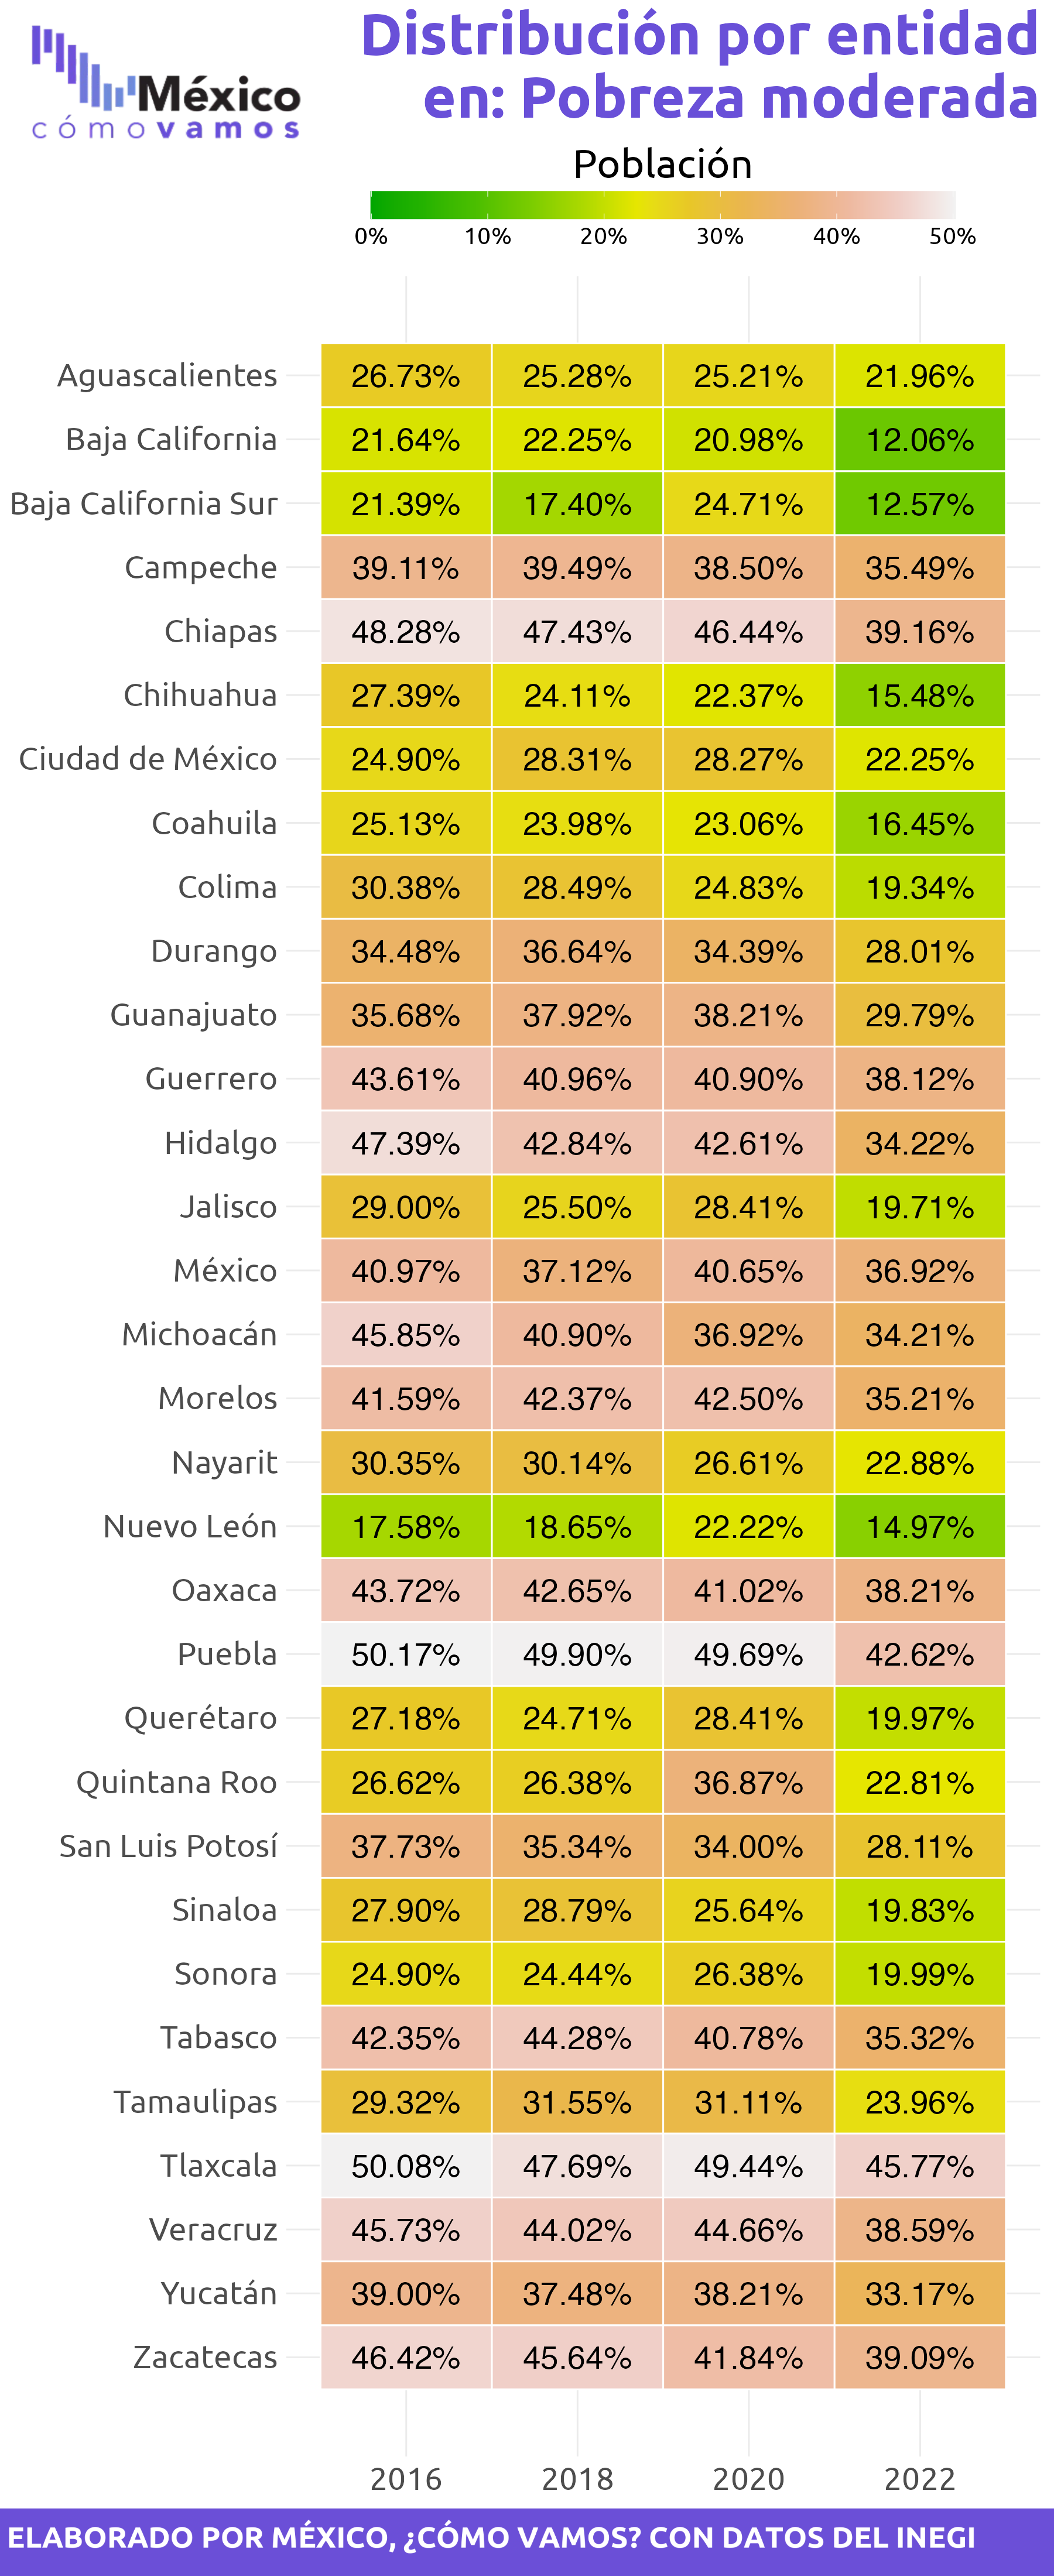 México
cómovamos
Distribución por entidad
en: Pobreza moderada
Población
0% 10% 20% 30% 40% 50%
Aguascalientes 26.73% 25.28% 25.21% 21.96%
Baja California 21.64% 22.25% 20.98% 12.06%
Baja California Sur 21.39% 17.40% 24.71% 12.57%
Campeche 39.11% 39.49% 38.50% 35.49%
Chiapas 48.28% 47.43% 46.44% 39.16%
Chihuahua 27.39% 24.11% 22.37% 15.48%
Ciudad de México 24.90% 28.31% 28.27% 22.25%
Coahuila 25.13% 23.98% 23.06% 16.45%
Colima 30.38% 28.49% 24.83% 19.34%
Durango 34.48% 36.64% 34.39% 28.01%
Guanajuato 35.68% 37.92% 38.21% 29.79%
Guerrero 43.61% 40.96% 40.90% 38.12%
Hidalgo 47.39% 42.84% 42.61% 34.22%
Jalisco 29.00% 25.50% 28.41% 19.71%
México 40.97% 37.12% 40.65% 36.92%
Michoacán 45.85% 40.90% 36.92% 34.21%
Morelos 41.59% 42.37% 42.50% 35.21%
Nayarit 30.35% 30.14% 26.61% 22.88%
Nuevo León 17.58% 18.65% 22.22% 14.97%
Oaxaca 43.72% 42.65% 41.02% 38.21%
Puebla 50.17% 49.90% 49.69% 42.62%
Querétaro 27.18% 24.71% 28.41% 19.97%
Quintana Roo 26.62% 26.38% 36.87% 22.81%
San Luis Potosí 37.73% 35.34% 34.00% 28.11%
Sinaloa 27.90% 28.79% 25.64% 19.83%
Sonora 24.90% 24.44% 26.38% 19.99%
Tabasco 42.35% 44.28% 40.78% 35.32%
Tamaulipas 29.32% 31.55% 31.11% 23.96%
Tlaxcala 50.08% 47.69% 49.44% 45.77%
Veracruz 45.73% 44.02% 44.66% 38.59%
Yucatán 39.00% 37.48% 38.21% 33.17%
Zacatecas 46.42% 45.64% 41.84% 39.09%
2016 2018 2020 2022
ELABORADO POR MÉXICO, ¿CÓMO VAMOS? CON DATOS DEL INEGI